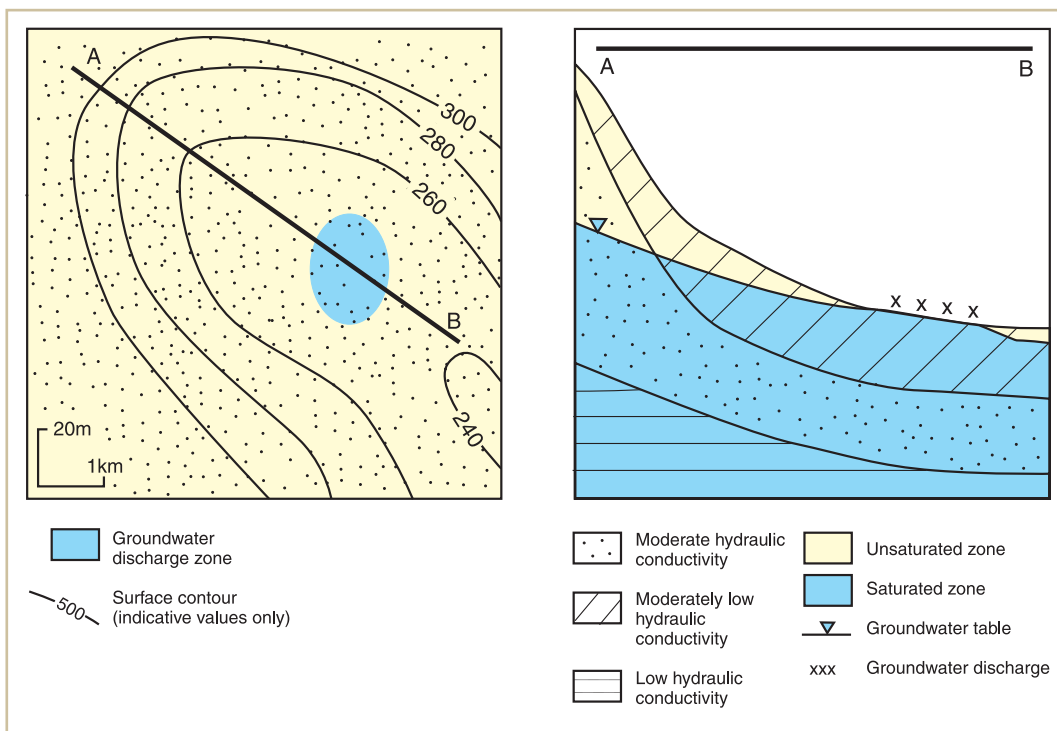 A
300
280
260
B
240
20m
1km
Groundwater
discharge zone
500
Surface contour
(indicative values only)
A
B
x x x x
Moderate hydraulic
conductivity
Moderately low
hydraulic
conductivity
Low hydraulic
conductivity
Unsaturated zone
Saturated zone
Groundwater table
xxx
Groundwater discharge